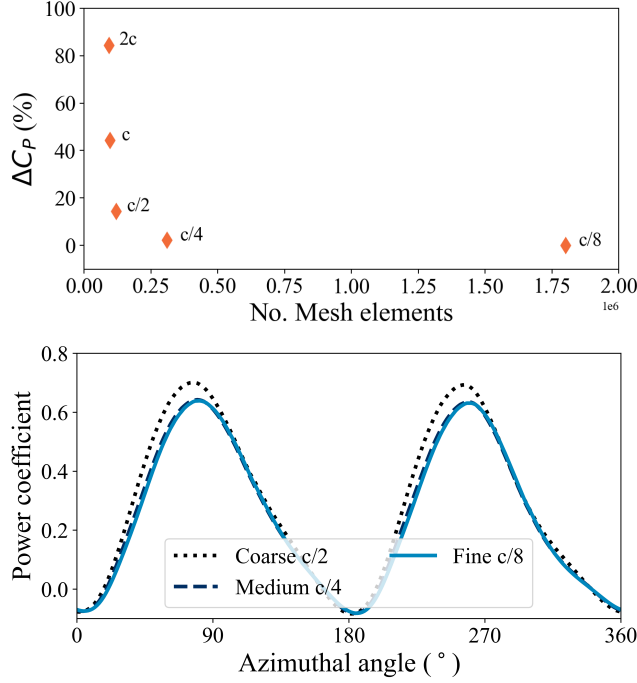 100
80
60
40
20
0
ΔC_P (%)
2c
c
c/2
c/4
c/8
0.00 0.25 0.50 0.75 1.00 1.25 1.50 1.75 2.00
1e6
No. Mesh elements
0.8
0.6
0.4
0.2
0.0
Power coefficient
Coarse c/2
Medium c/4
Fine c/8
0 90 180 270 360
Azimuthal angle (°)